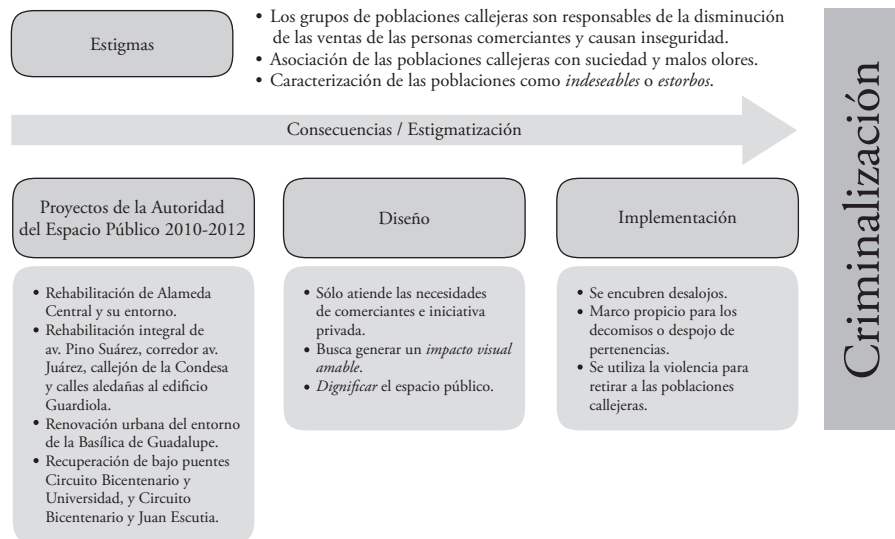 Estigmas
• Los grupos de poblaciones callejeras son responsables de la disminución
de las ventas de las personas comerciantes y causan inseguridad.
• Asociación de las poblaciones callejeras con suciedad y malos olores.
• Caracterización de las poblaciones como indeseables o estorbos.
Consecuencias / Estigmatización
Proyectos de la Autoridad
del Espacio Público 2010-2012
• Rehabilitación de Alameda
Central y su entorno.
• Rehabilitación integral de
av. Pino Suárez, corredor av.
Juárez, callejón de la Condesa
y calles aledañas al edificio
Guardiola.
• Renovación urbana del entorno
de la Basílica de Guadalupe.
• Recuperación de bajo puentes
Circuito Bicentenario y
Universidad, y Circuito
Bicentenario y Juan Escutia.
Diseño
• Sólo atiende las necesidades
de comerciantes e iniciativa
privada.
• Busca generar un impacto visual
amable.
• Dignificar el espacio público.
Implementación
• Se encubren desalojos.
• Marco propicio para los
decomisos o despojo de
pertenencias.
• Se utiliza la violencia para
retirar a las poblaciones
callejeras.
Criminalización